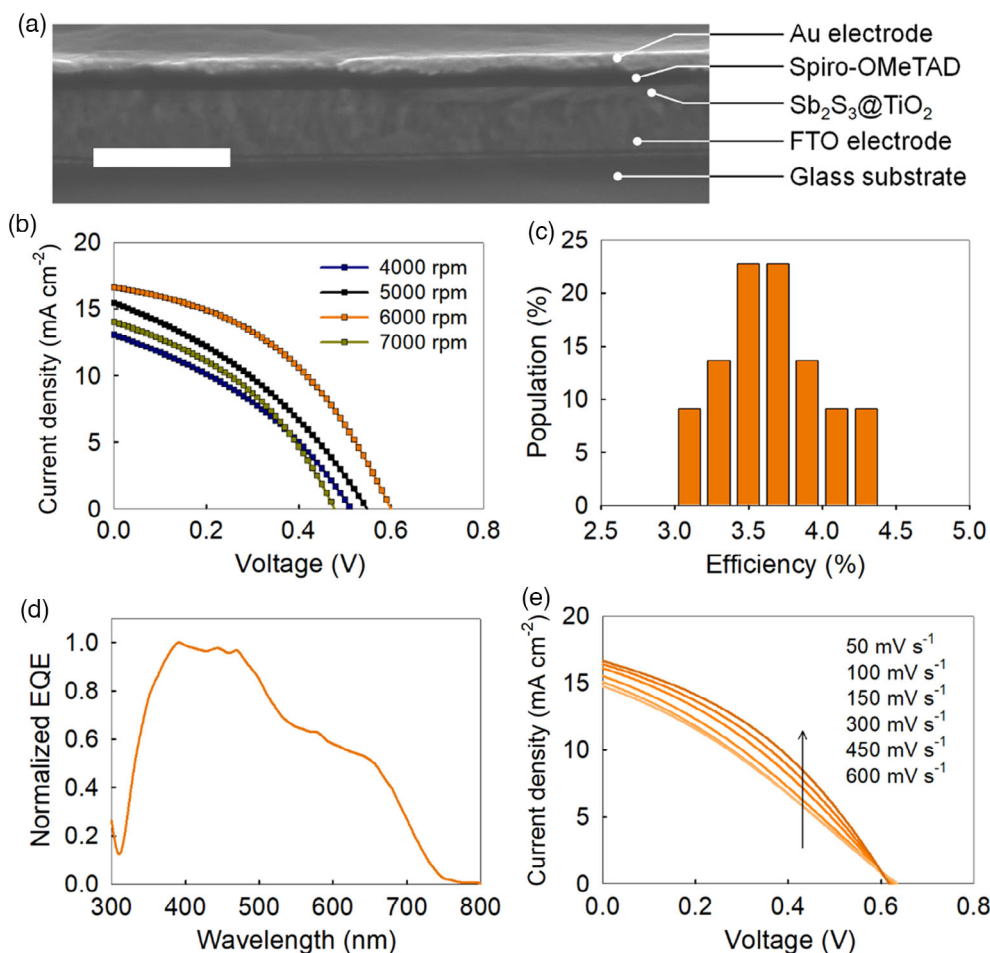 (a)
Au electrode
Spiro-OMeTAD
Sb₂S₃@TiO₂
FTO electrode
Glass substrate
(b)
Current density (mA cm⁻²)
20
15
10
5
0
4000 rpm
5000 rpm
6000 rpm
7000 rpm
0.0 0.2 0.4 0.6 0.8
Voltage (V)
(c)
Population (%)
25
20
15
10
5
0
2.5 3.0 3.5 4.0 4.5 5.0
Efficiency (%)
(d)
Normalized EQE
1.0
0.8
0.6
0.4
0.2
0.0
300 400 500 600 700 800
Wavelength (nm)
(e)
Current density (mA cm⁻²)
20
15
10
5
0
50 mV s⁻¹
100 mV s⁻¹
150 mV s⁻¹
300 mV s⁻¹
450 mV s⁻¹
600 mV s⁻¹
0.0 0.2 0.4 0.6 0.8
Voltage (V)